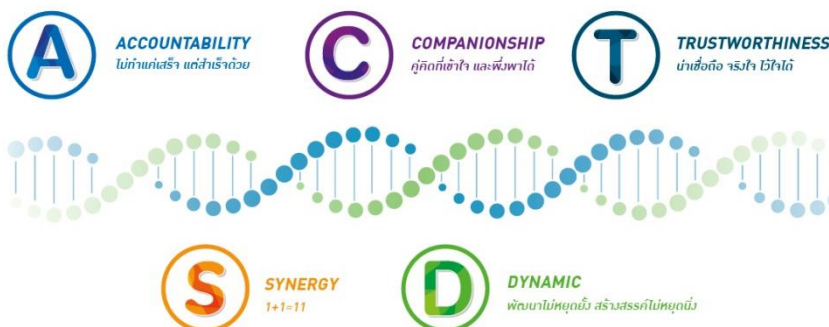 A
ACCOUNTABILITY
ไม่ทำแค่เสร็จ แต่สำเร็จด้วย
C
COMPANIONSHIP
คู่คิดที่เข้าใจ และพึ่งพาได้
T
TRUSTWORTHINESS
น่าเชื่อถือ จริงใจ ไว้ใจได้
S
SYNERGY
1+1=11
D
DYNAMIC
พัฒนาไม่หยุดยั้ง สร้างสรรค์ไม่หยุดนิ่ง